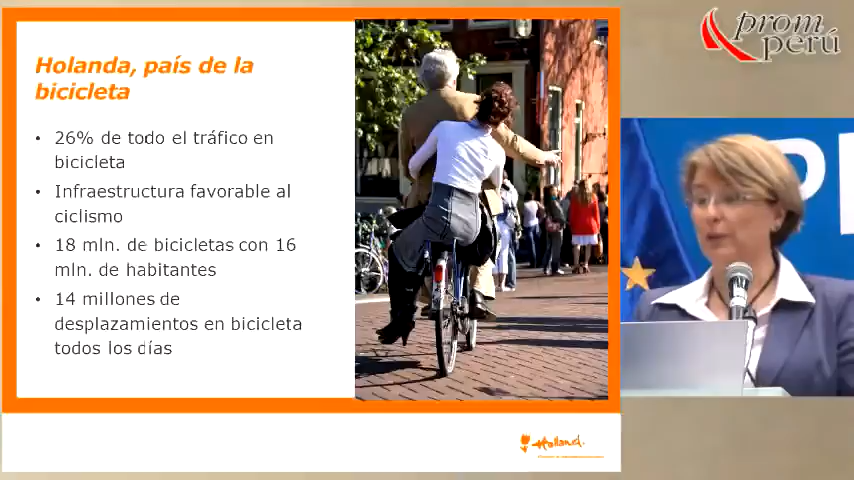 Holanda, país de la
bicicleta
• 26% de todo el tráfico en
bicicleta
• Infraestructura favorable al
ciclismo
• 18 mln. de bicicletas con 16
mln. de habitantes
• 14 millones de
desplazamientos en bicicleta
todos los días
Holland.
prom
perú
P